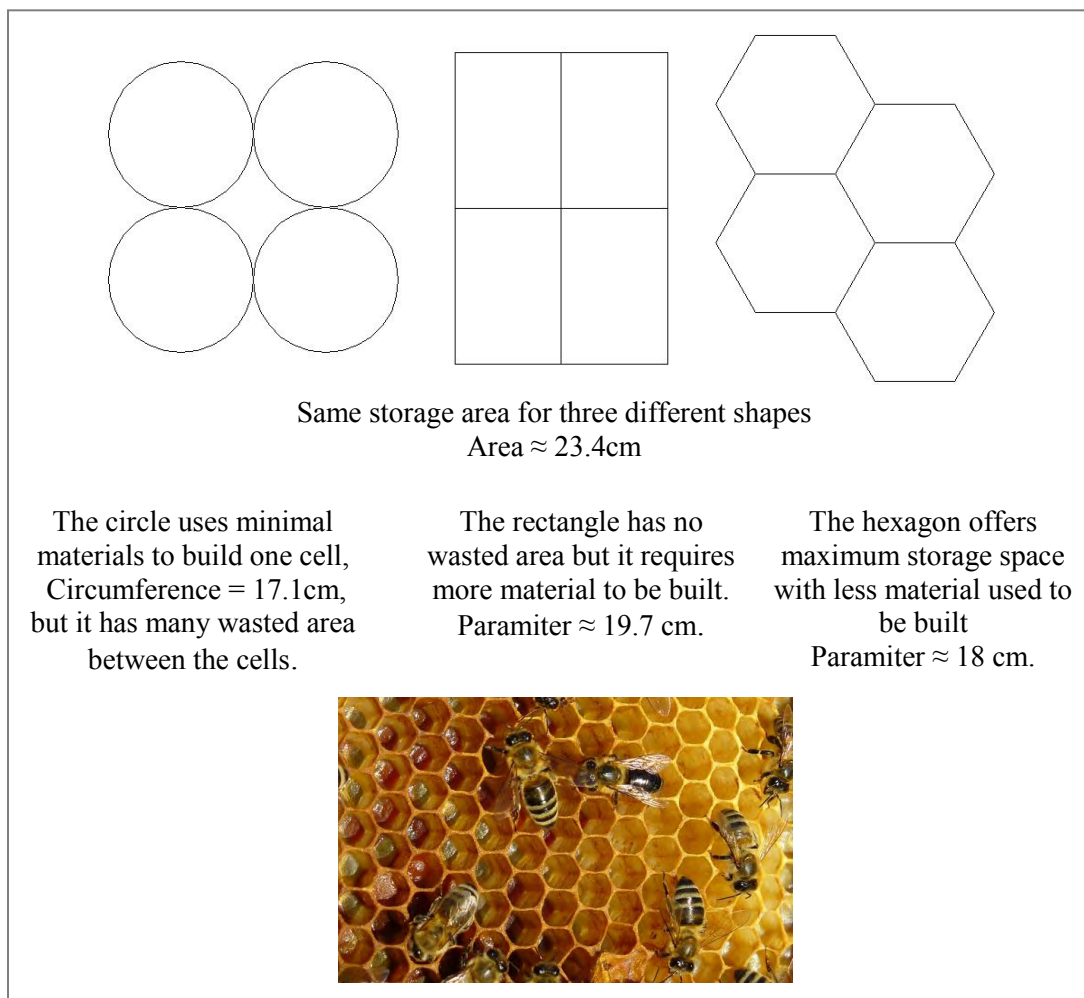 Same storage area for three different shapes
Area ≈ 23.4cm
The circle uses minimal
materials to build one cell,
Circumference = 17.1cm,
but it has many wasted area
between the cells.
The rectangle has no
wasted area but it requires
more material to be built.
Paramiter ≈ 19.7 cm.
The hexagon offers
maximum storage space
with less material used to
be built
Paramiter ≈ 18 cm.